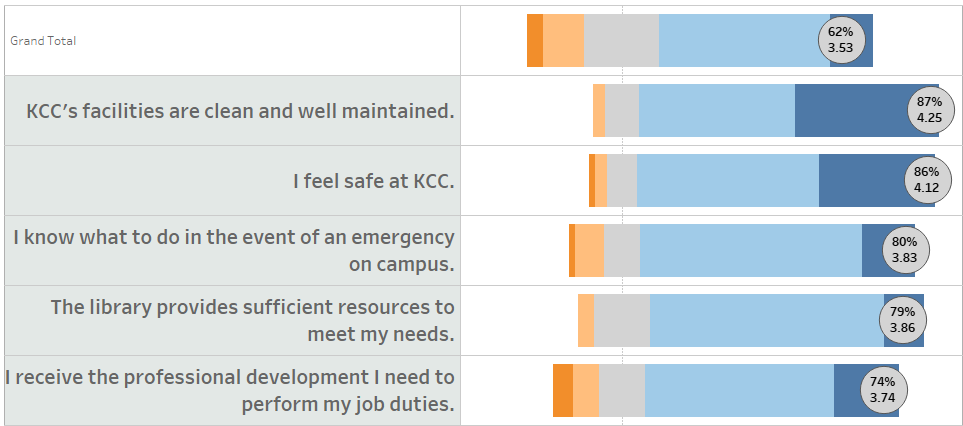 Grand Total
62%
3.53
KCC's facilities are clean and well maintained.
87%
4.25
I feel safe at KCC.
86%
4.12
I know what to do in the event of an emergency
on campus.
80%
3.83
The library provides sufficient resources to
meet my needs.
79%
3.86
I receive the professional development I need to
perform my job duties.
74%
3.74